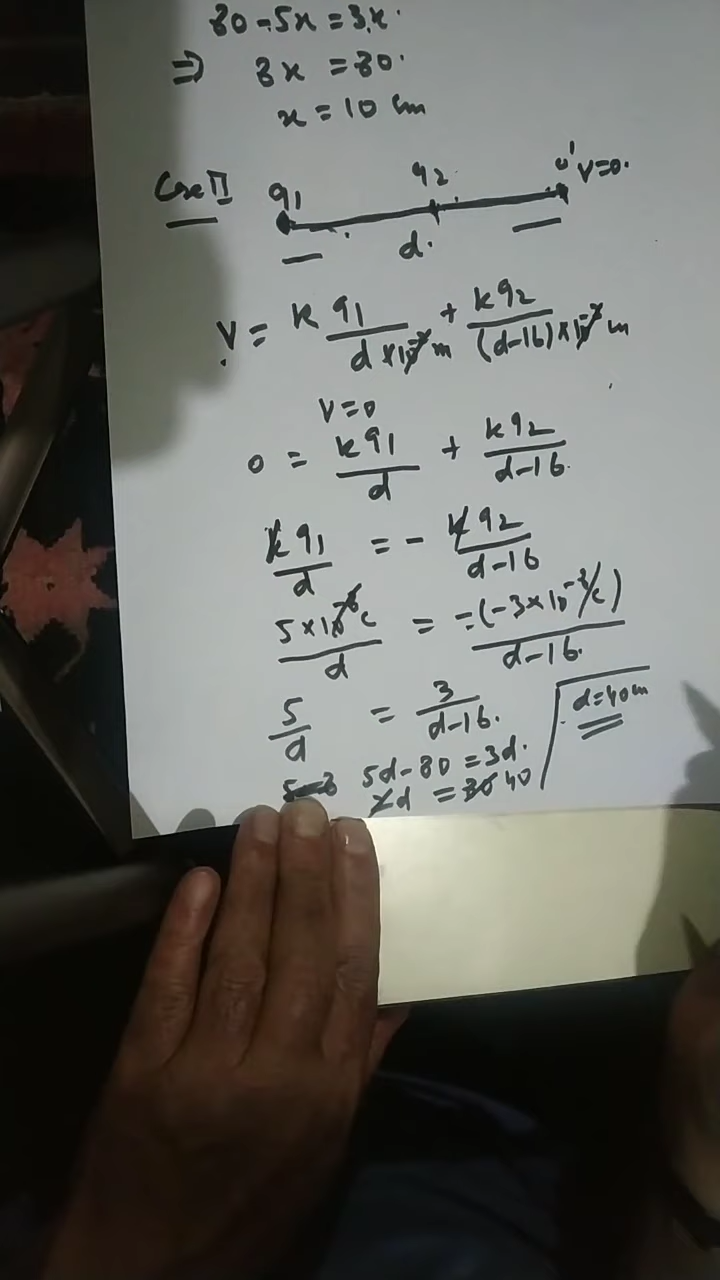 80 - 5x = 3x.
⇒ 8x = 80.
x = 10 cm
Case II q1 q2 o' V=0.
d.
V = k q1 / d × 10⁻² m + k q2 / (d-16) × 10⁻² m
V=0
0 = k q1 / d + k q2 / d-16.
k q1 / d = - k q2 / d-16
5 × 10⁻⁸ c / d = -(-3 × 10⁻⁸ c) / d-16.
5 / d = 3 / d-16. d = 40 cm
5d - 80 = 3d.
2d = 80 40